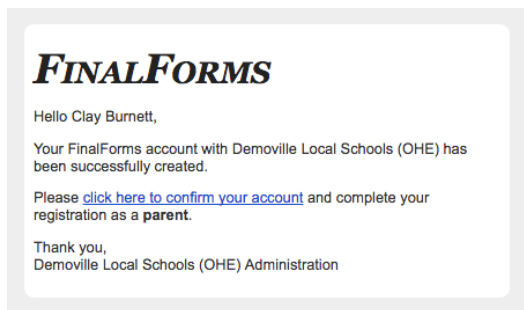 FINALFORMS
Hello Clay Burnett,
Your FinalForms account with Demoville Local Schools (OHE) has
been successfully created.
Please click here to confirm your account and complete your
registration as a parent.
Thank you,
Demoville Local Schools (OHE) Administration